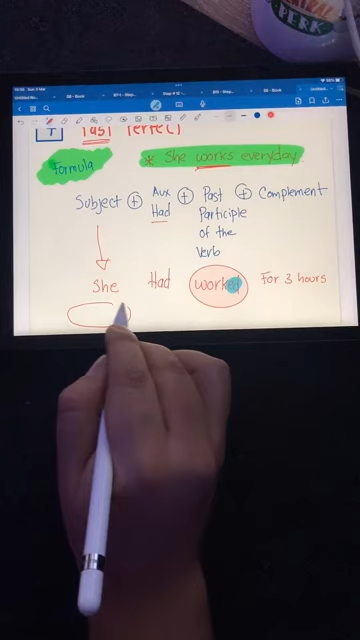 PERK
Past Perfect
Formula
* She works everyday
Subject + Aux Had + Past Participle of the Verb + Complement
She Had worked For 3 hours